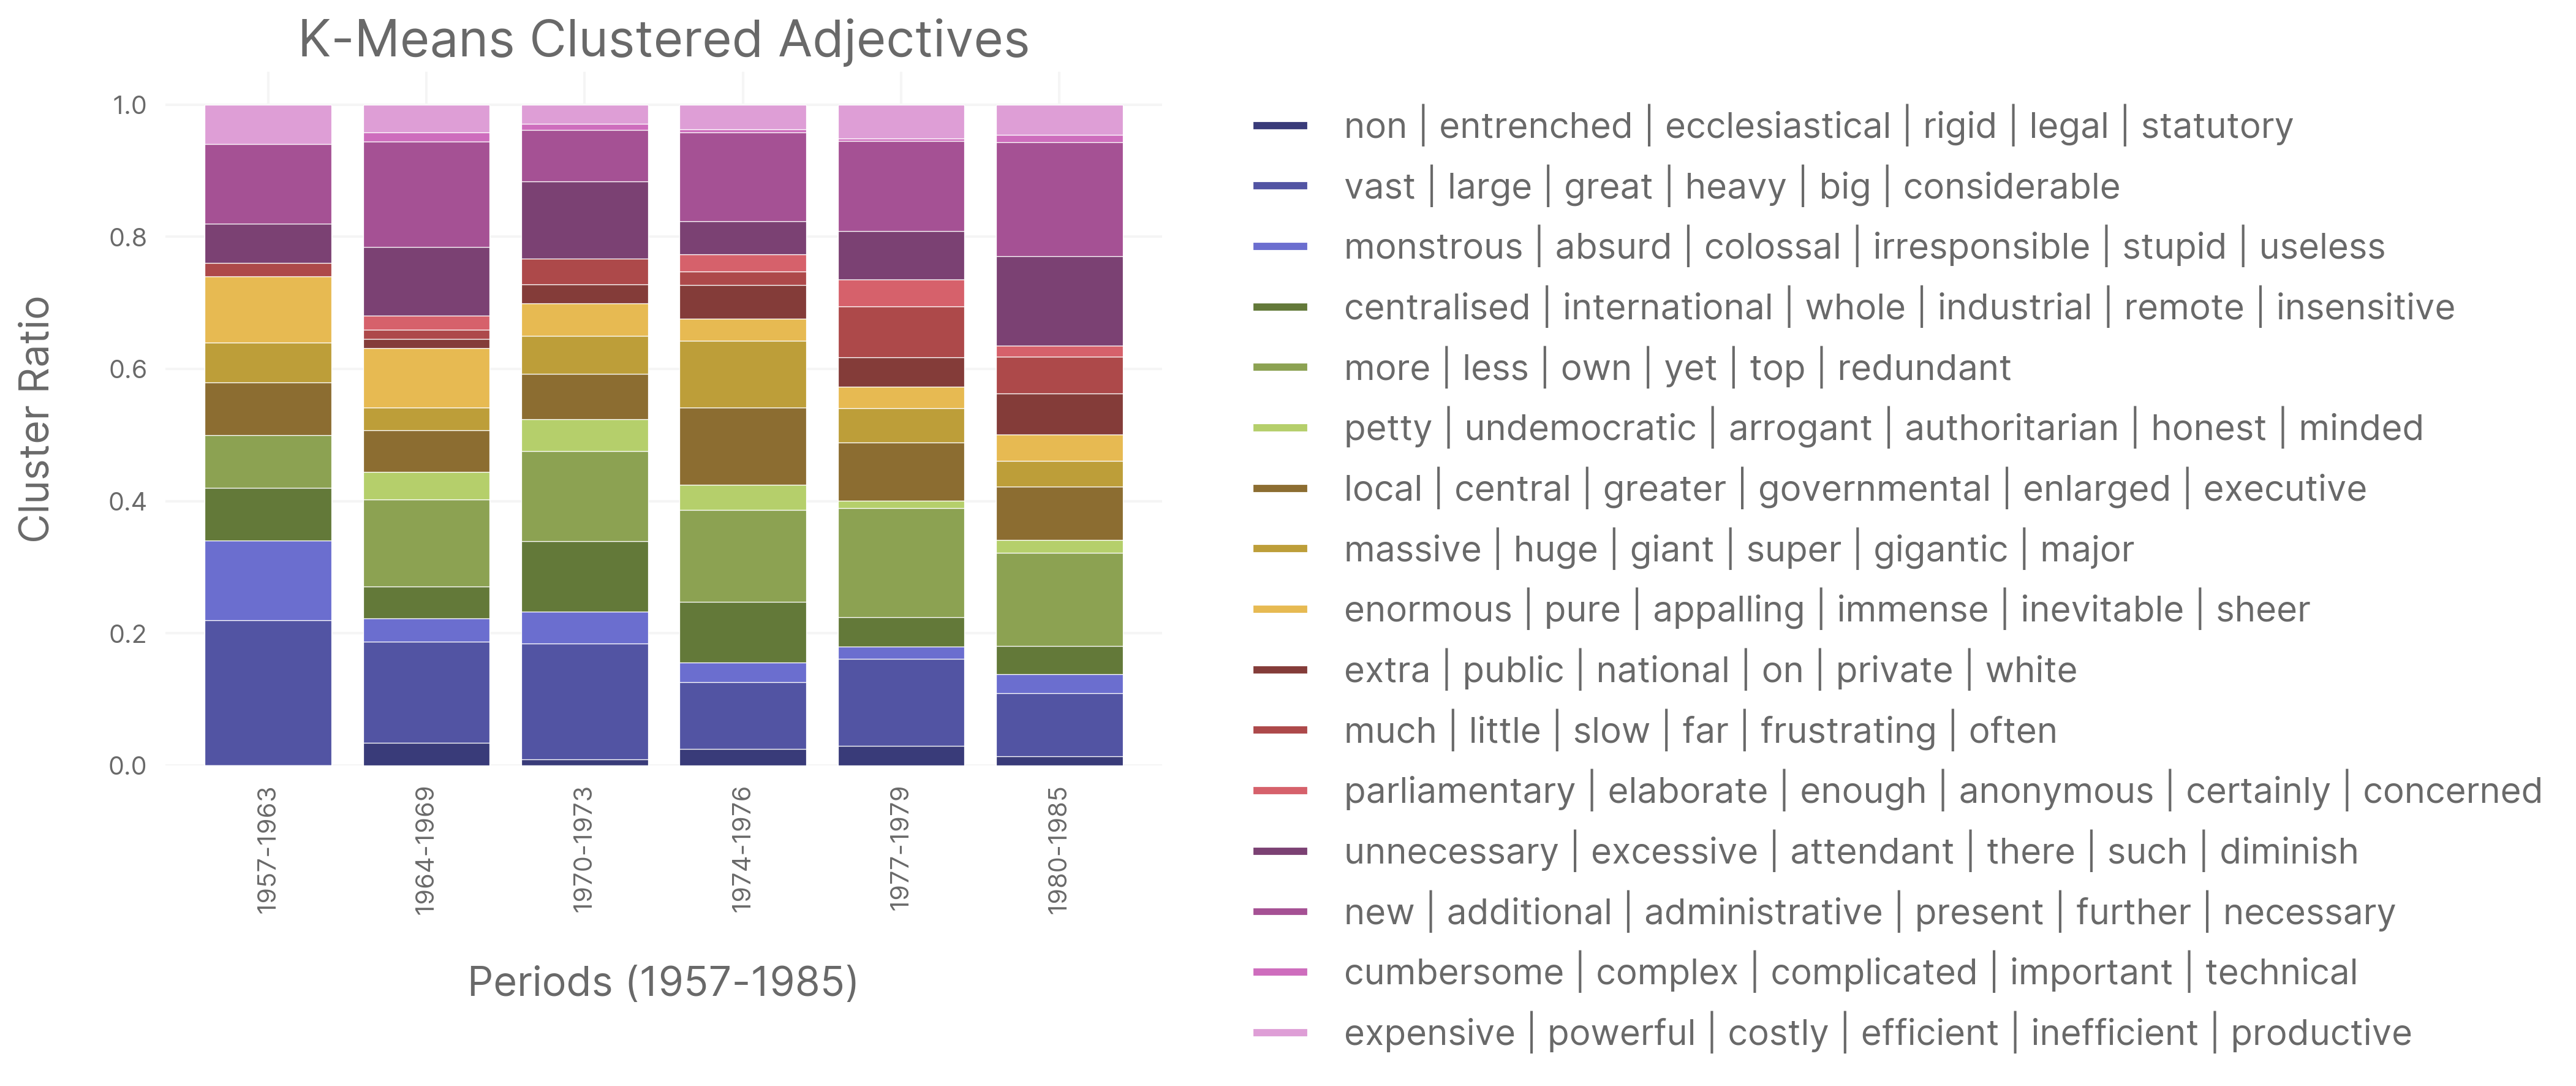 K-Means Clustered Adjectives
1.0
0.8
0.6
0.4
0.2
0.0
Cluster Ratio
1957-1963
1964-1969
1970-1973
1974-1976
1977-1979
1980-1985
Periods (1957-1985)
non | entrenched | ecclesiastical | rigid | legal | statutory
vast | large | great | heavy | big | considerable
monstrous | absurd | colossal | irresponsible | stupid | useless
centralised | international | whole | industrial | remote | insensitive
more | less | own | yet | top | redundant
petty | undemocratic | arrogant | authoritarian | honest | minded
local | central | greater | governmental | enlarged | executive
massive | huge | giant | super | gigantic | major
enormous | pure | appalling | immense | inevitable | sheer
extra | public | national | on | private | white
much | little | slow | far | frustrating | often
parliamentary | elaborate | enough | anonymous | certainly | concerned
unnecessary | excessive | attendant | there | such | diminish
new | additional | administrative | present | further | necessary
cumbersome | complex | complicated | important | technical
expensive | powerful | costly | efficient | inefficient | productive